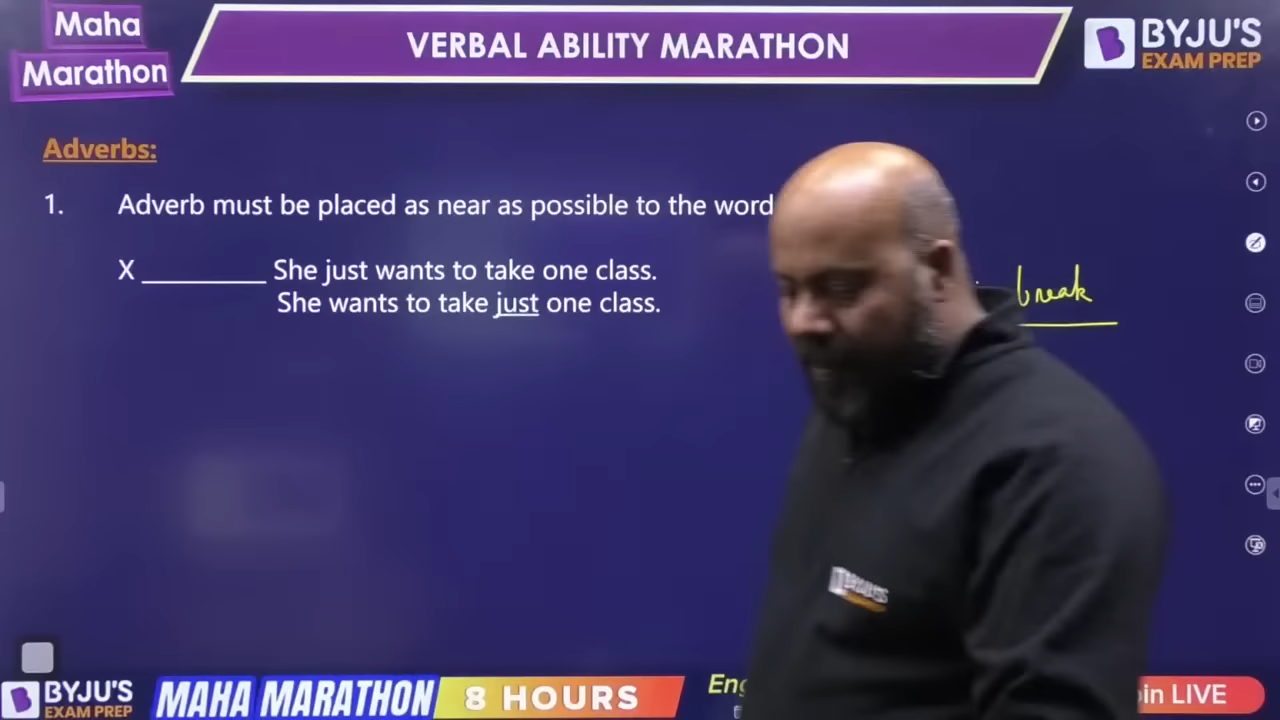 Maha
Marathon
VERBAL ABILITY MARATHON
BYJU'S
EXAM PREP
Adverbs:
1. Adverb must be placed as near as possible to the word
X ________ She just wants to take one class.
She wants to take just one class.
break
BYJU'S
EXAM PREP
MAHA MARATHON
8 HOURS
LIVE